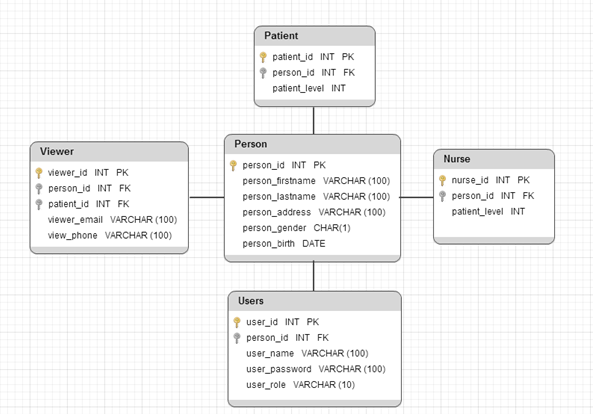 Patient
patient_id INT PK
person_id INT FK
patient_level INT
Viewer
viewer_id INT PK
person_id INT FK
patient_id INT FK
viewer_email VARCHAR (100)
view_phone VARCHAR (100)
Person
person_id INT PK
person_firstname VARCHAR (100)
person_lastname VARCHAR (100)
person_address VARCHAR (100)
person_gender CHAR(1)
person_birth DATE
Nurse
nurse_id INT PK
person_id INT FK
patient_level INT
Users
user_id INT PK
person_id INT FK
user_name VARCHAR (100)
user_password VARCHAR (100)
user_role VARCHAR (10)